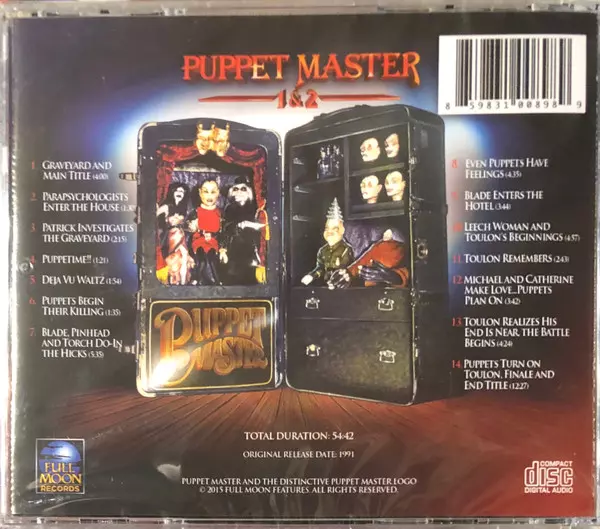 PUPPET MASTER
1&2
8 59831 00898 9
1. GRAVEYARD AND
MAIN TITLE (4:00)
2. PARAPSYCHOLOGISTS
ENTER THE HOUSE (1:30)
3. PATRICK INVESTIGATES
THE GRAVEYARD (2:15)
4. PUPPETIME!! (1:21)
5. DEJA VU WALTZ (1:54)
6. PUPPETS BEGIN
THEIR KILLING (1:35)
7. BLADE, PINHEAD
AND TORCH DO-IN
THE HICKS (5:35)
8. EVEN PUPPETS HAVE
FEELINGS (4:35)
9. BLADE ENTERS THE
HOTEL (3:44)
10. LEECH WOMAN AND
TOULON'S BEGINNINGS (4:57)
11. TOULON REMEMBERS (2:43)
12. MICHAEL AND CATHERINE
MAKE LOVE...PUPPETS
PLAN ON (3:42)
13. TOULON REALIZES HIS
END IS NEAR THE BATTLE
BEGINS (4:24)
14. PUPPETS TURN ON
TOULON, FINALE AND
END TITLE (12:27)
PUPPET
MASTER
TOTAL DURATION: 54:42
ORIGINAL RELEASE DATE: 1991
PUPPET MASTER AND THE DISTINCTIVE PUPPET MASTER LOGO
© 2015 FULL MOON FEATURES. ALL RIGHTS RESERVED.
FULL
MOON
RECORDS
COMPACT
disc
DIGITAL AUDIO